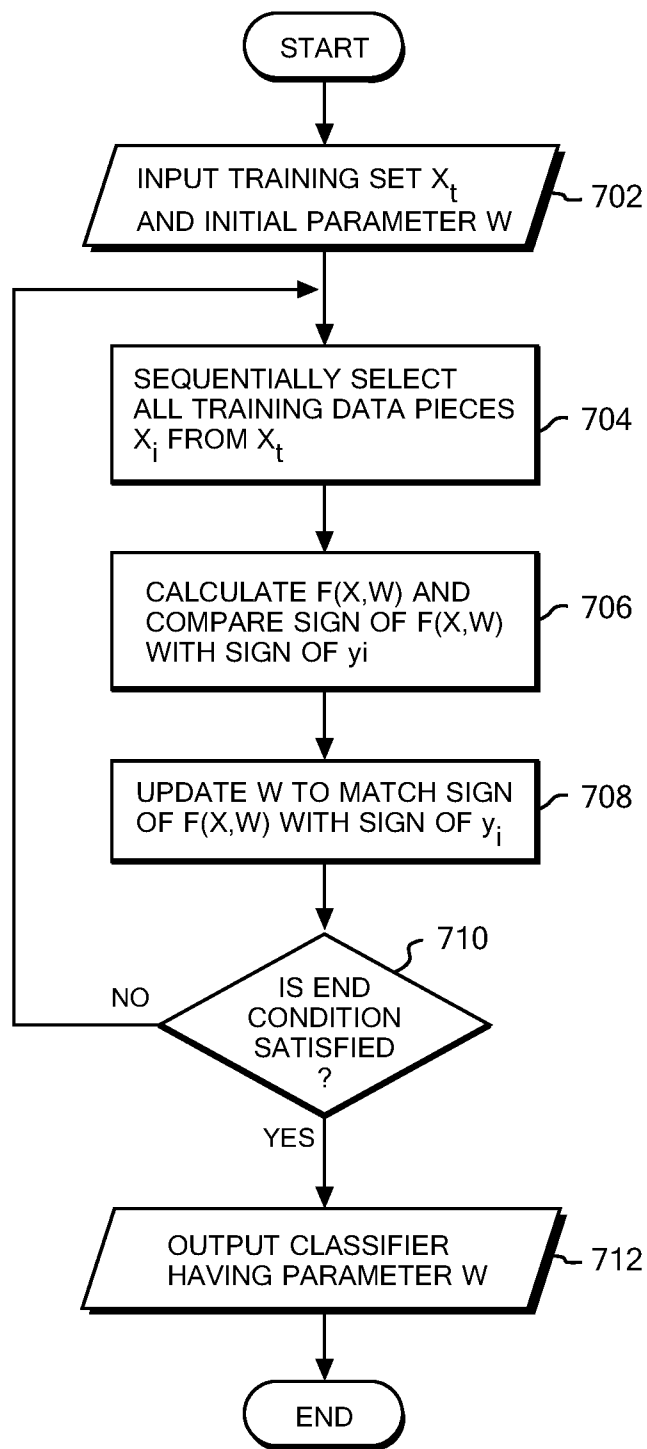 START
INPUT TRAINING SET Xt
AND INITIAL PARAMETER W
702
SEQUENTIALLY SELECT
ALL TRAINING DATA PIECES
Xi FROM Xt
704
CALCULATE F(X,W) AND
COMPARE SIGN OF F(X,W)
WITH SIGN OF yi
706
UPDATE W TO MATCH SIGN
OF F(X,W) WITH SIGN OF yi
708
710
IS END
CONDITION
SATISFIED
?
NO
YES
OUTPUT CLASSIFIER
HAVING PARAMETER W
712
END